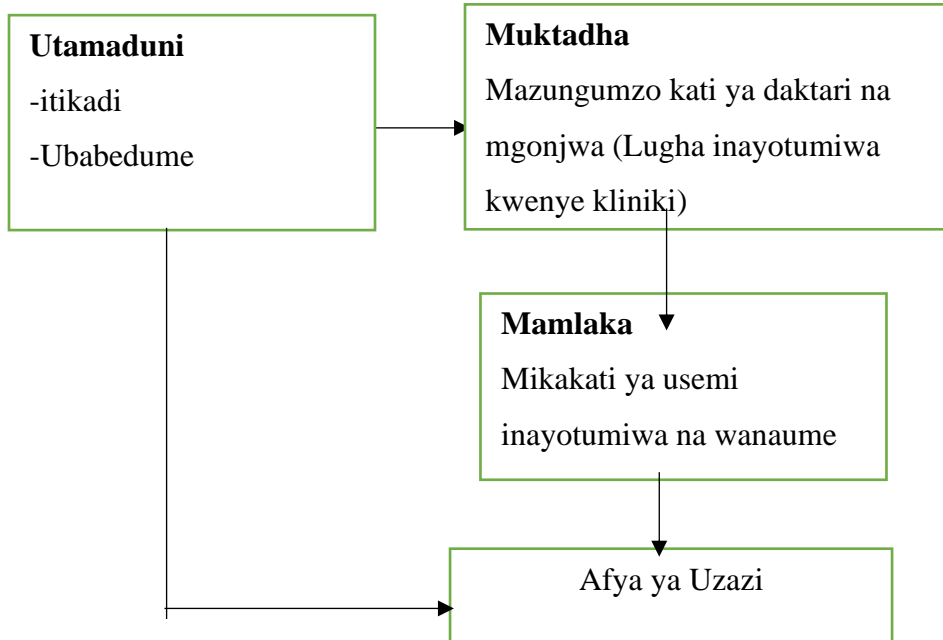 Utamaduni
-itikadi
-Ubabedume
Muktadha
Mazungumzo kati ya daktari na
mgonjwa (Lugha inayotumiwa
kwenye kliniki)
Mamlaka
Mikakati ya usemi
inayotumiwa na wanaume
Afya ya Uzazi